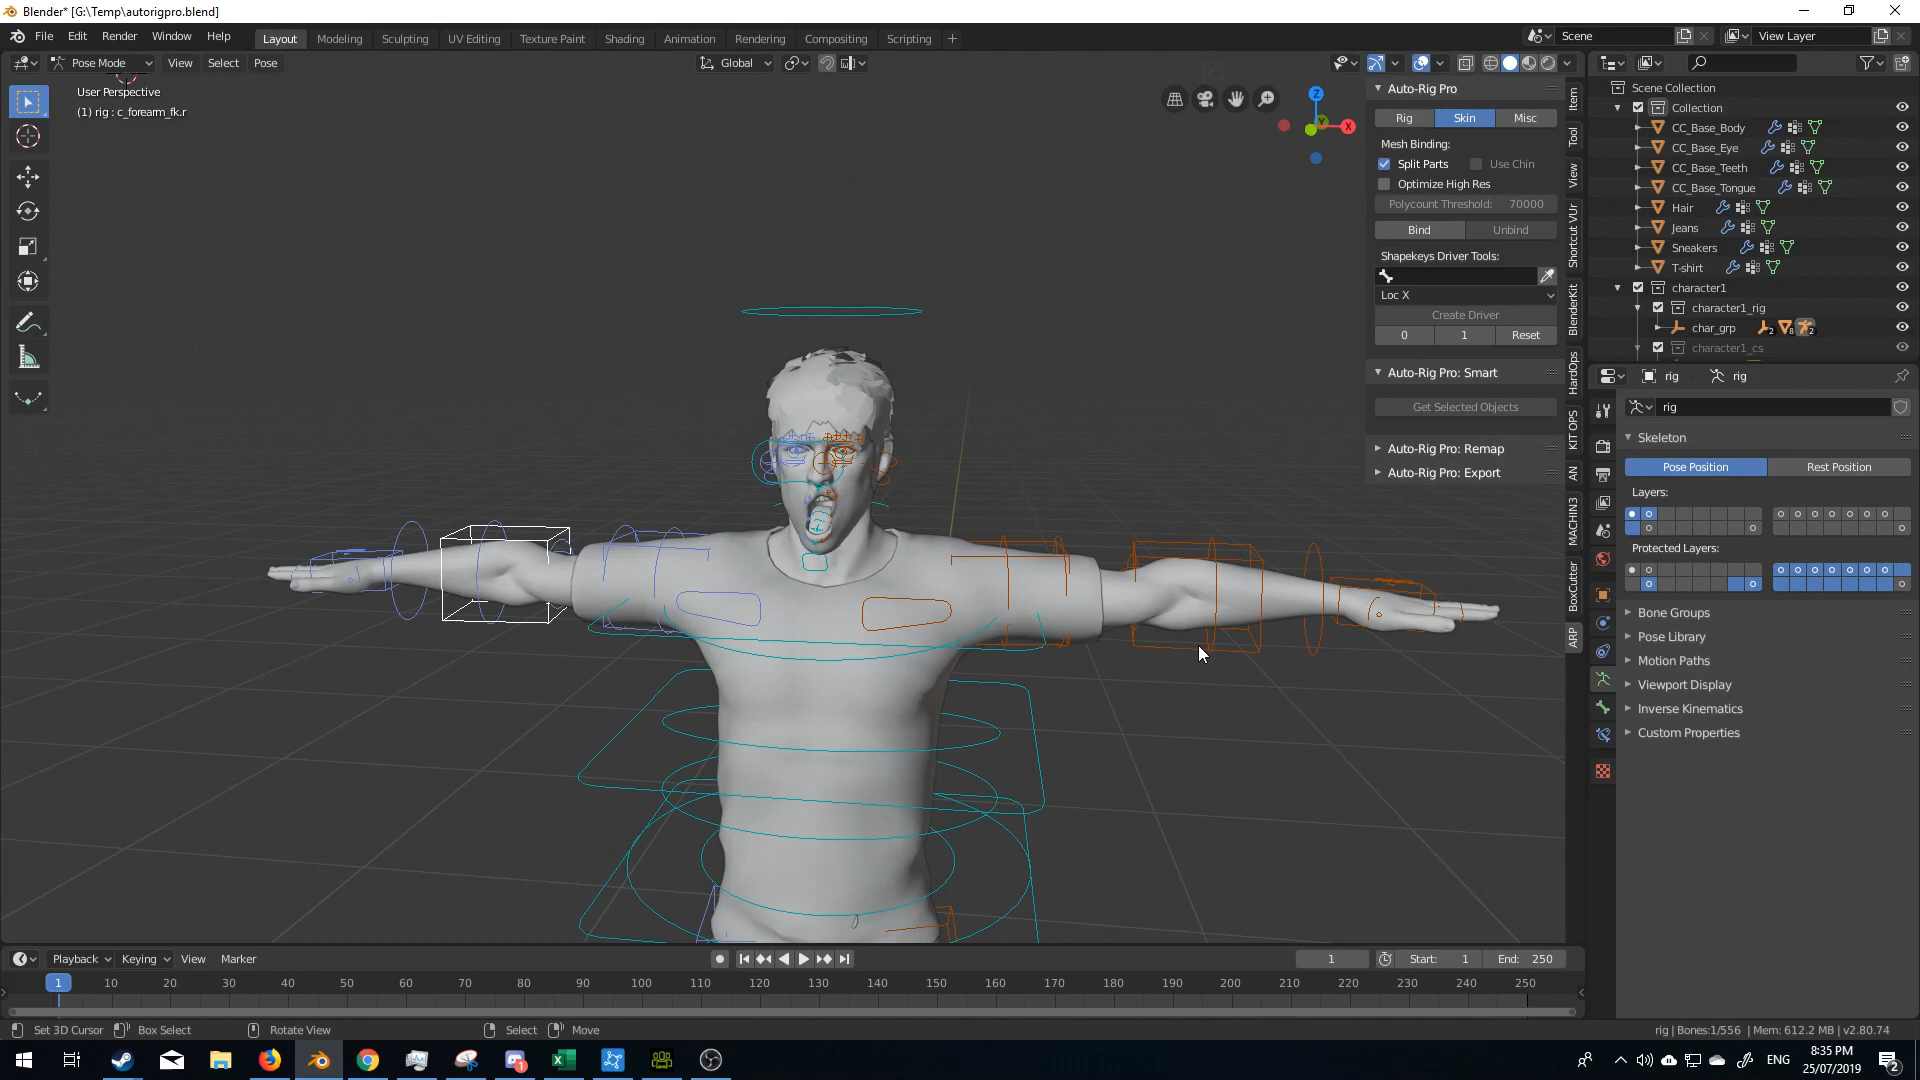 Blender* [G:\Temp\autorigpro.blend]
File Edit Render Window Help
Layout Modeling Sculpting UV Editing Texture Paint Shading Animation Rendering Compositing Scripting +
Scene
View Layer
Pose Mode View Select Pose
Global
User Perspective
(1) rig : c_forearm_fk.r
Z
Y
X
Auto-Rig Pro
Rig Skin Misc
Mesh Binding:
Split Parts Use Chin
Optimize High Res
Polycount Threshold: 70000
Bind Unbind
Shapekeys Driver Tools:
Loc X
Create Driver
0 1 Reset
Auto-Rig Pro: Smart
Get Selected Objects
Auto-Rig Pro: Remap
Auto-Rig Pro: Export
Item
Tool
View
Shortcut VUr
BlenderKit
HardOps
KIT OPS
AN
MACHIN3
BoxCutter
ARP
Scene Collection
Collection
CC_Base_Body
CC_Base_Eye
CC_Base_Teeth
CC_Base_Tongue
Hair
Jeans
Sneakers
T-shirt
character1
character1_rig
char_grp 2 8 2
character1_cs
rig rig
rig
Skeleton
Pose Position Rest Position
Layers:
Protected Layers:
Bone Groups
Pose Library
Motion Paths
Viewport Display
Inverse Kinematics
Custom Properties
Playback Keying View Marker
1 Start: 1 End: 250
1 10 20 30 40 50 60 70 80 90 100 110 120 130 140 150 160 170 180 190 200 210 220 230 240 250
Set 3D Cursor Box Select Rotate View Select Move
rig | Bones:1/556 | Mem: 612.2 MB | v2.80.74
1
ENG
8:35 PM
25/07/2019
2